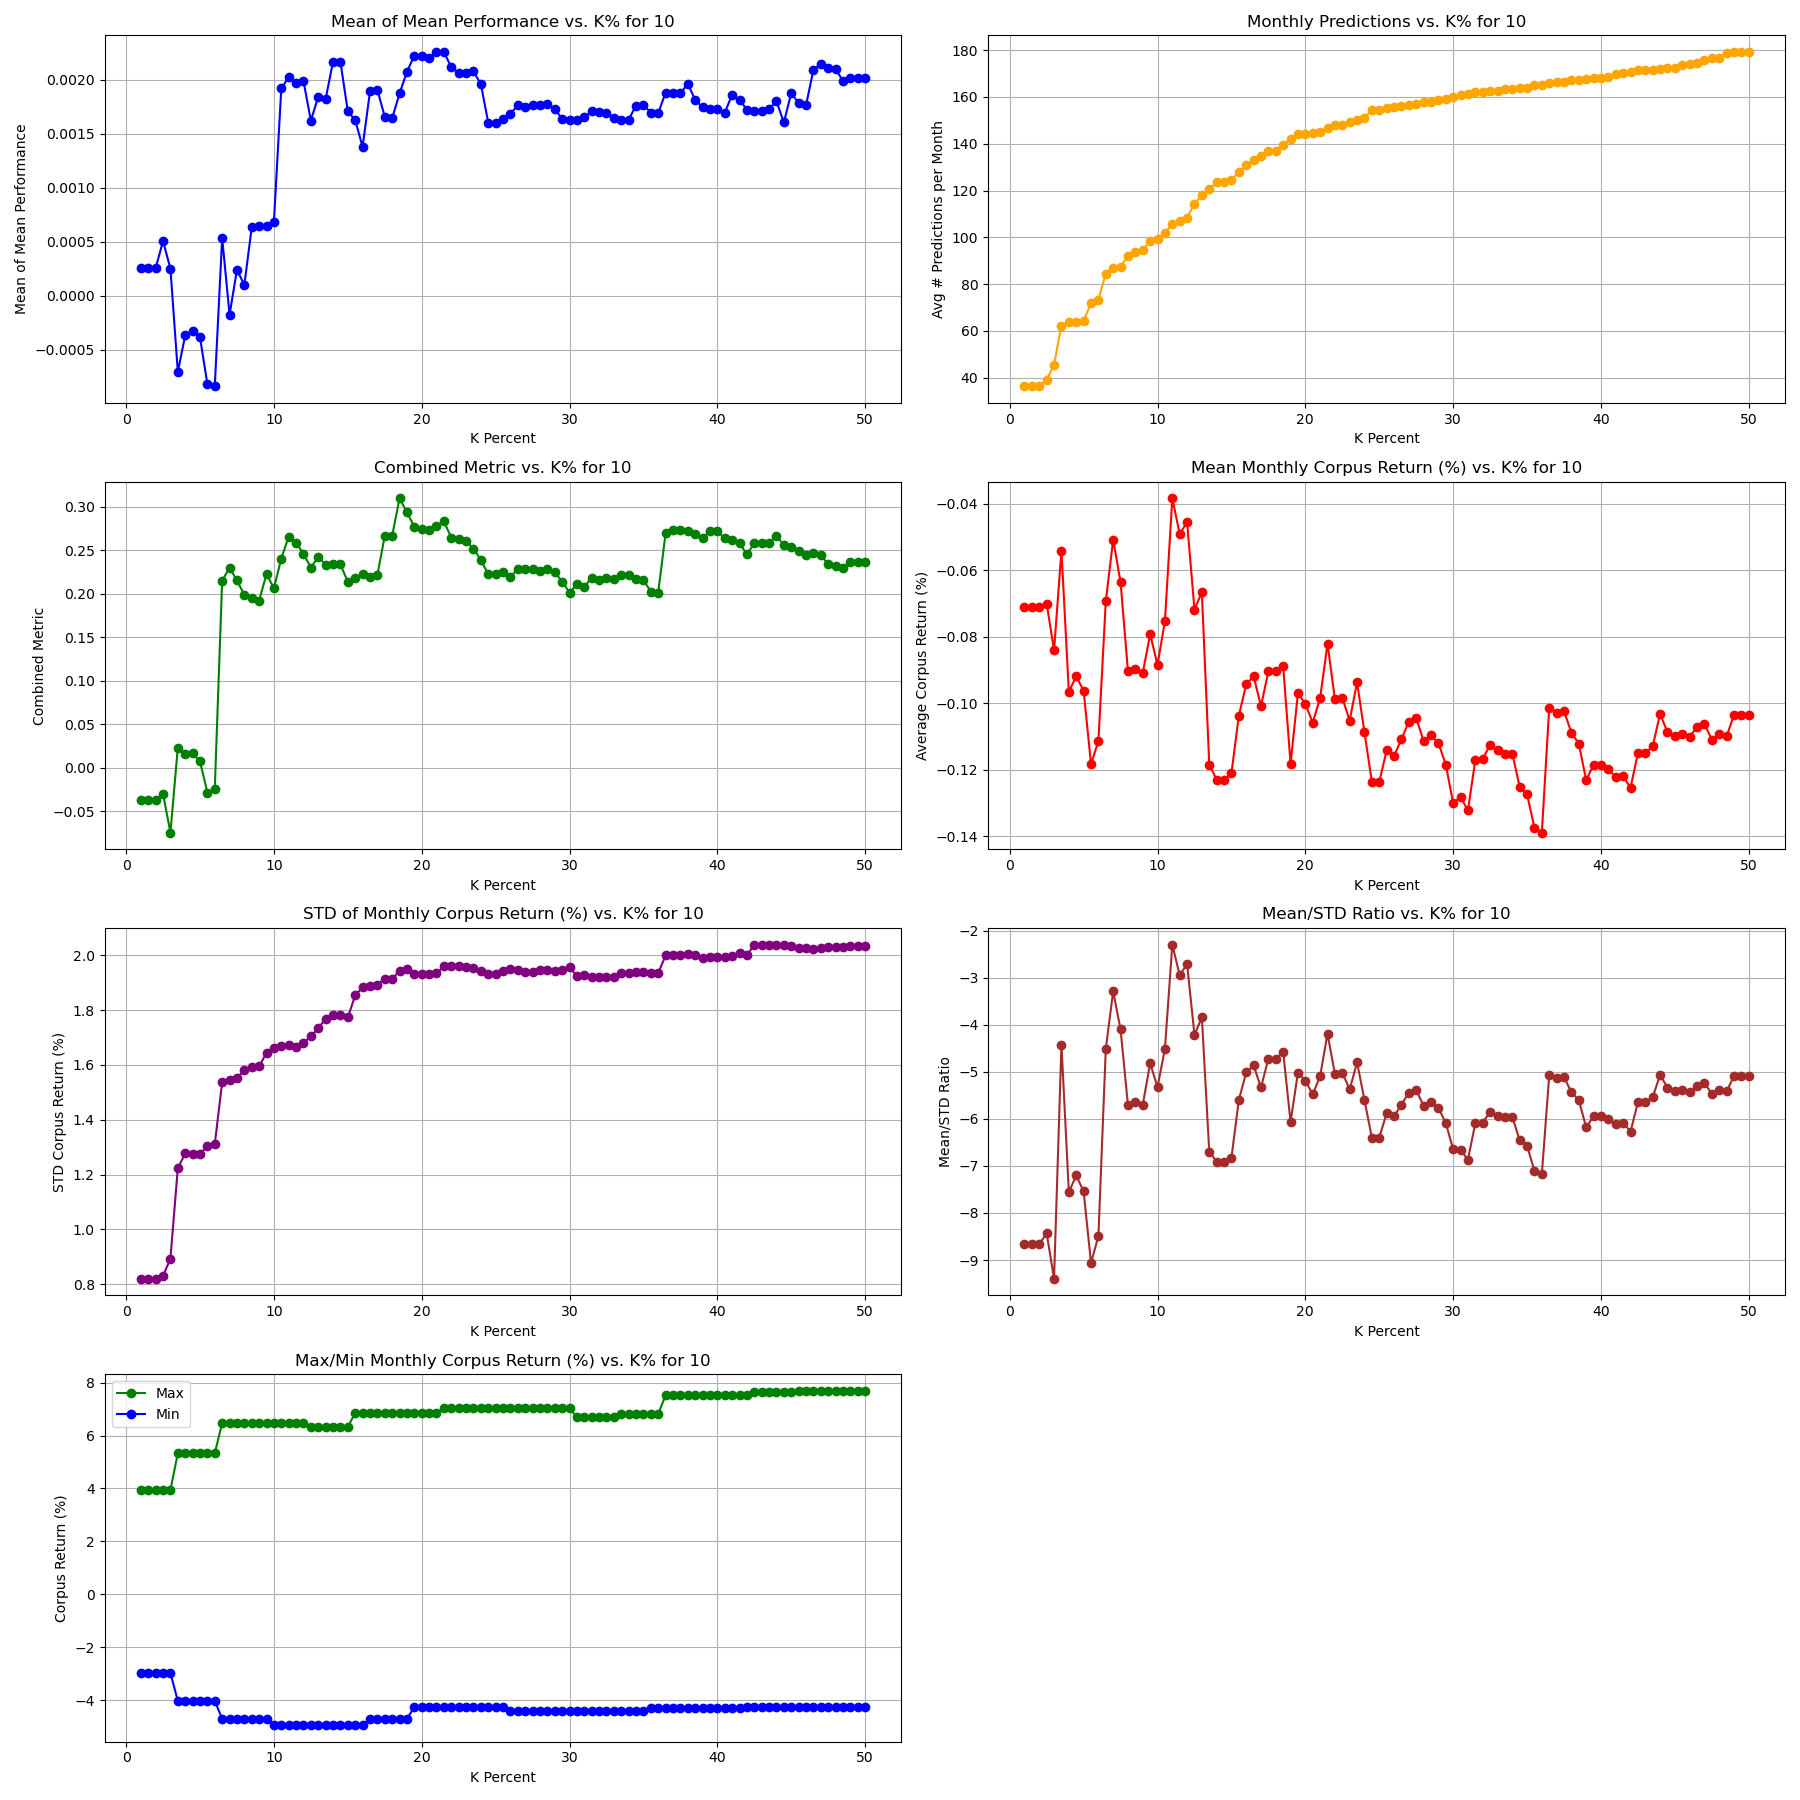 Mean of Mean Performance vs. K% for 10
Mean of Mean Performance
0.0020
0.0015
0.0010
0.0005
0.0000
−0.0005
0 10 20 30 40 50
K Percent
Monthly Predictions vs. K% for 10
Avg # Predictions per Month
180
160
140
120
100
80
60
40
0 10 20 30 40 50
K Percent
Combined Metric vs. K% for 10
Combined Metric
0.30
0.25
0.20
0.15
0.10
0.05
0.00
−0.05
0 10 20 30 40 50
K Percent
Mean Monthly Corpus Return (%) vs. K% for 10
Average Corpus Return (%)
−0.04
−0.06
−0.08
−0.10
−0.12
−0.14
0 10 20 30 40 50
K Percent
STD of Monthly Corpus Return (%) vs. K% for 10
STD Corpus Return (%)
2.0
1.8
1.6
1.4
1.2
1.0
0.8
0 10 20 30 40 50
K Percent
Mean/STD Ratio vs. K% for 10
Mean/STD Ratio
−2
−3
−4
−5
−6
−7
−8
−9
0 10 20 30 40 50
K Percent
Max/Min Monthly Corpus Return (%) vs. K% for 10
Corpus Return (%)
Max
Min
8
6
4
2
0
−2
−4
0 10 20 30 40 50
K Percent